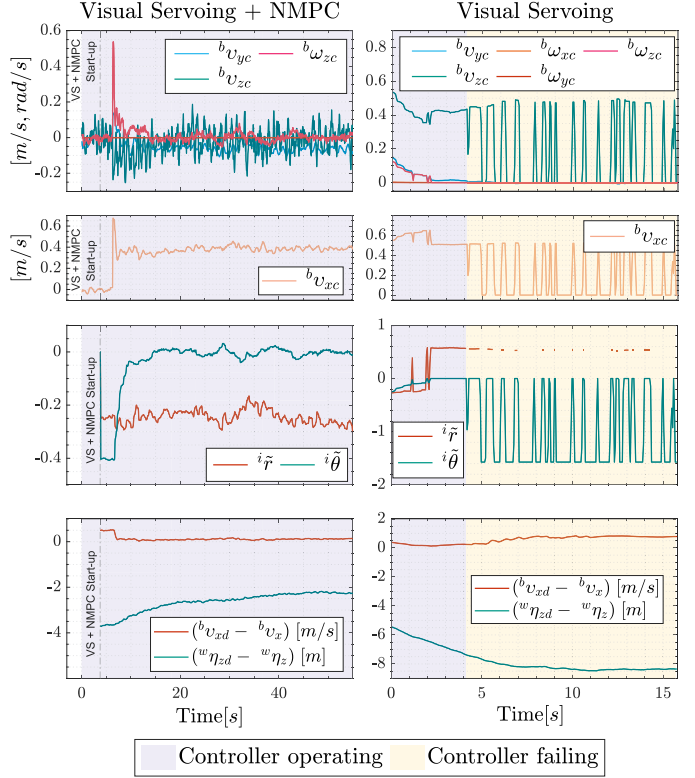 Visual Servoing + NMPC
Visual Servoing
[m/s, rad/s]
0.6
0.4
0.2
0
-0.2
VS + NMPC
Start-up
ᵇυ_yc
ᵇω_zc
ᵇυ_zc
0.8
0.4
0
ᵇυ_yc
ᵇω_xc
ᵇω_zc
ᵇυ_zc
ᵇω_yc
[m/s]
0.6
0.4
0.2
0
VS + NMPC
Start-up
ᵇυ_xc
0.6
0.4
0.2
0
ᵇυ_xc
0
-0.2
-0.4
VS + NMPC Start-up
ⁱr̃
ⁱθ̃
1
0
-1
-2
ⁱr̃
ⁱθ̃
0
-2
-4
VS + NMPC Start-up
(ᵇυ_xd − ᵇυ_x) [m/s]
(ʷη_zd − ʷη_z) [m]
0
20
40
Time[s]
2
0
-2
-4
-6
-8
(ᵇυ_xd − ᵇυ_x) [m/s]
(ʷη_zd − ʷη_z) [m]
0
5
10
15
Time[s]
Controller operating
Controller failing